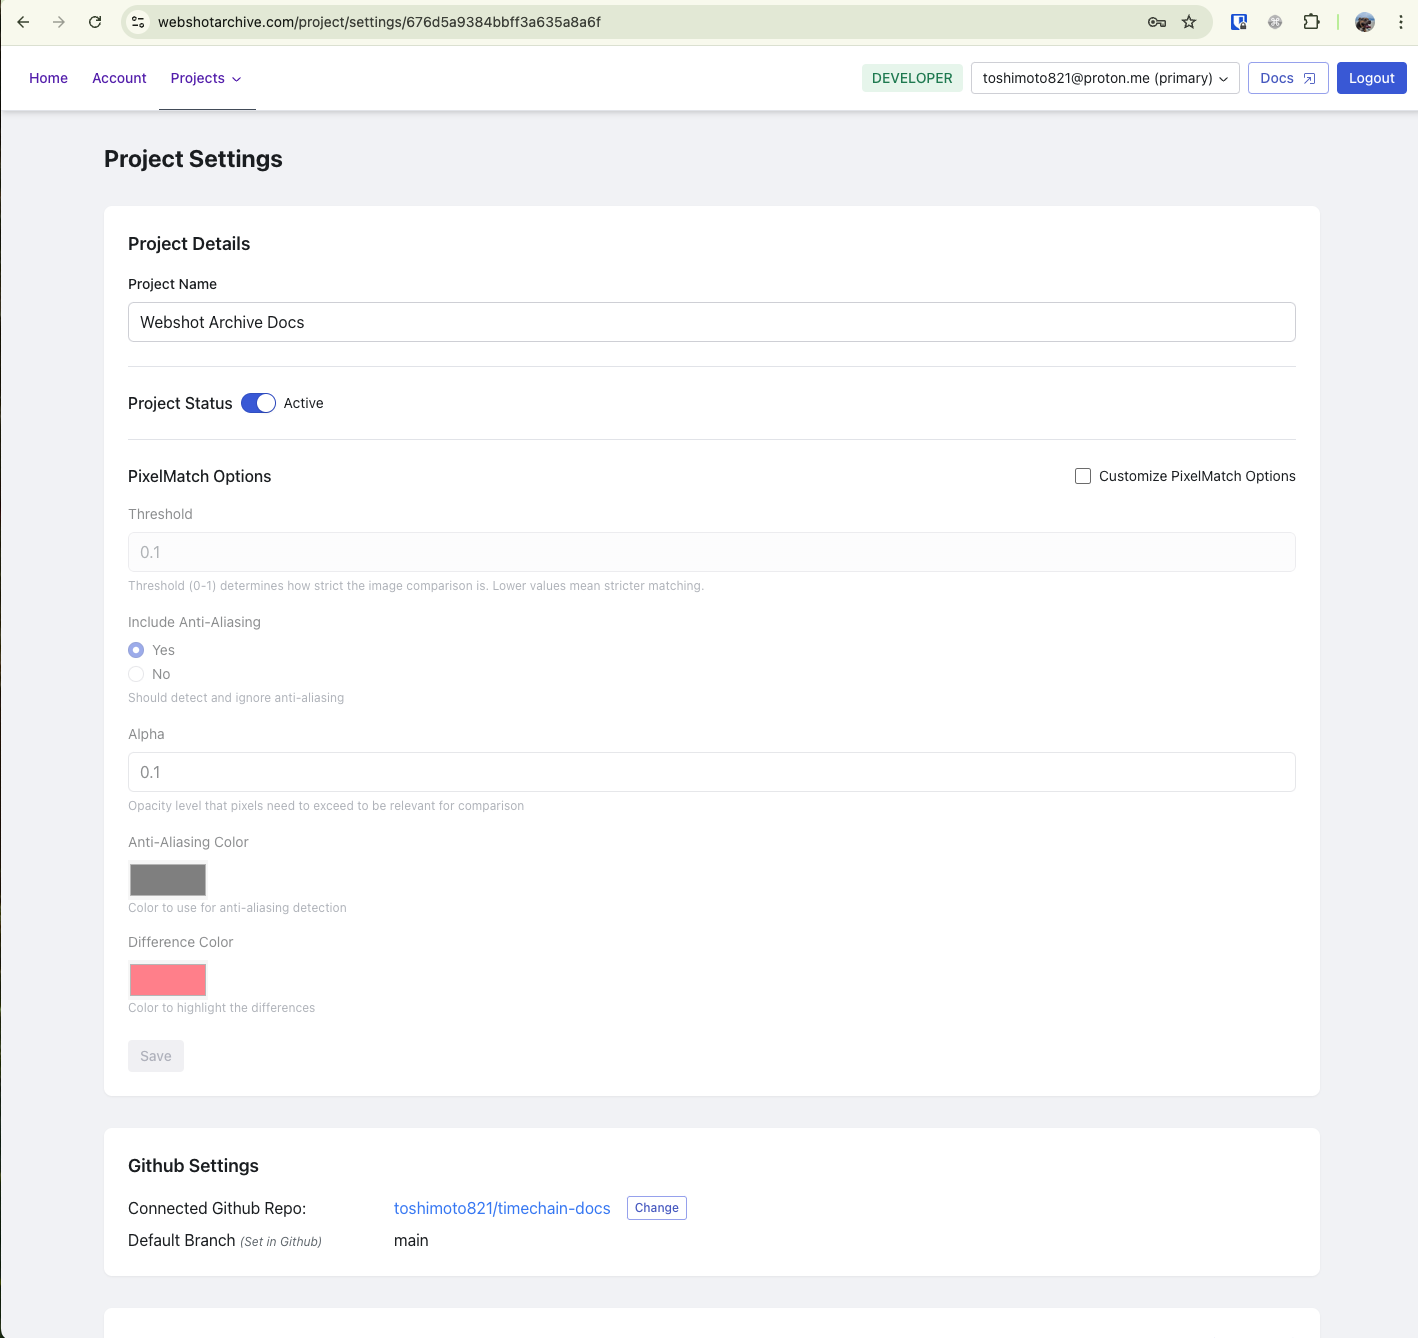 webshotarchive.com/project/settings/676d5a9384bbff3a635a8a6f
Home Account Projects DEVELOPER toshimoto821@proton.me (primary) Docs Logout
Project Settings
Project Details
Project Name
Webshot Archive Docs
Project Status Active
PixelMatch Options Customize PixelMatch Options
Threshold
0.1
Threshold (0-1) determines how strict the image comparison is. Lower values mean stricter matching.
Include Anti-Aliasing
Yes
No
Should detect and ignore anti-aliasing
Alpha
0.1
Opacity level that pixels need to exceed to be relevant for comparison
Anti-Aliasing Color
Color to use for anti-aliasing detection
Difference Color
Color to highlight the differences
Save
Github Settings
Connected Github Repo: toshimoto821/timechain-docs Change
Default Branch (Set in Github) main